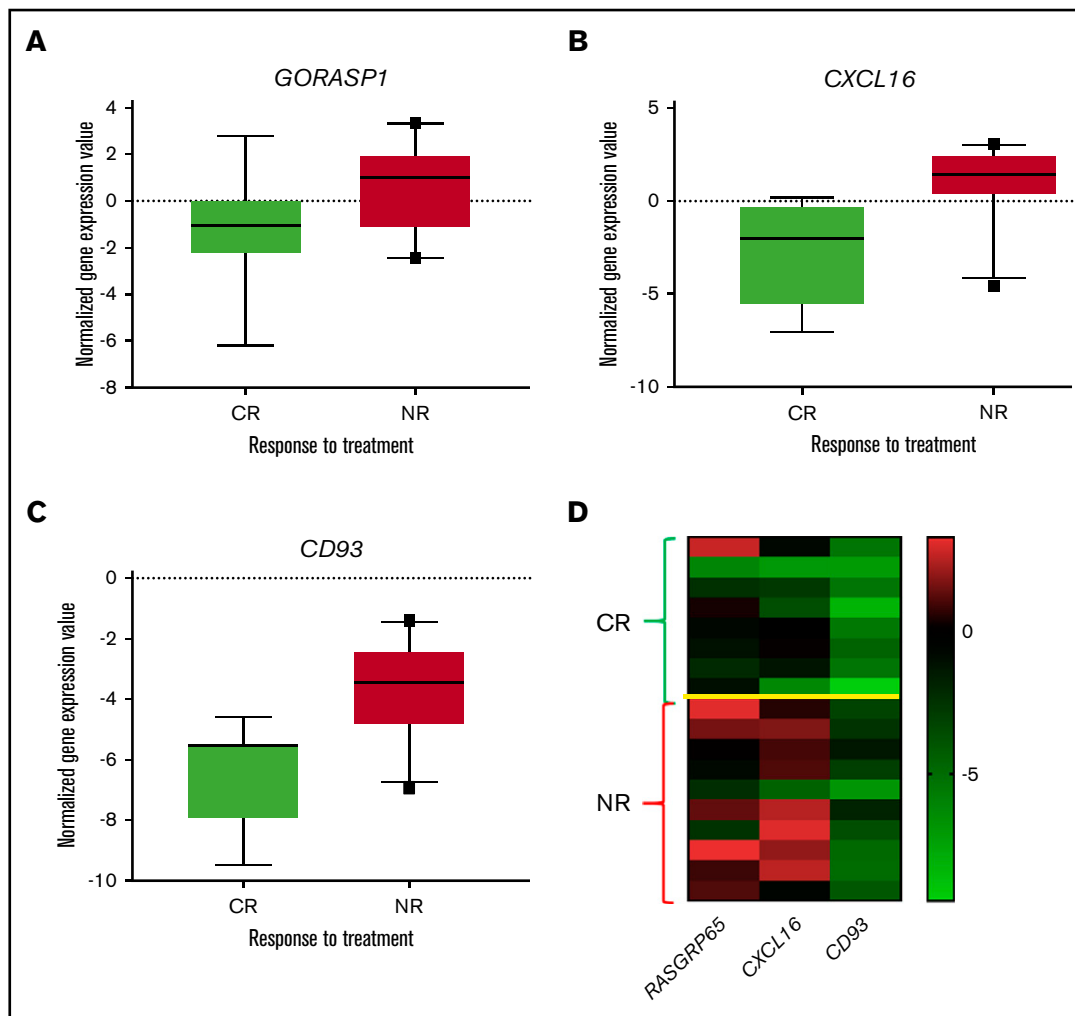 A
GORASP1
Normalized gene expression value
4
2
0
-2
-4
-6
-8
CR
NR
Response to treatment
B
CXCL16
Normalized gene expression value
5
0
-5
-10
CR
NR
Response to treatment
C
CD93
Normalized gene expression value
0
-2
-4
-6
-8
-10
CR
NR
Response to treatment
D
CR
NR
0
-5
RASGRP65
CXCL16
CD93